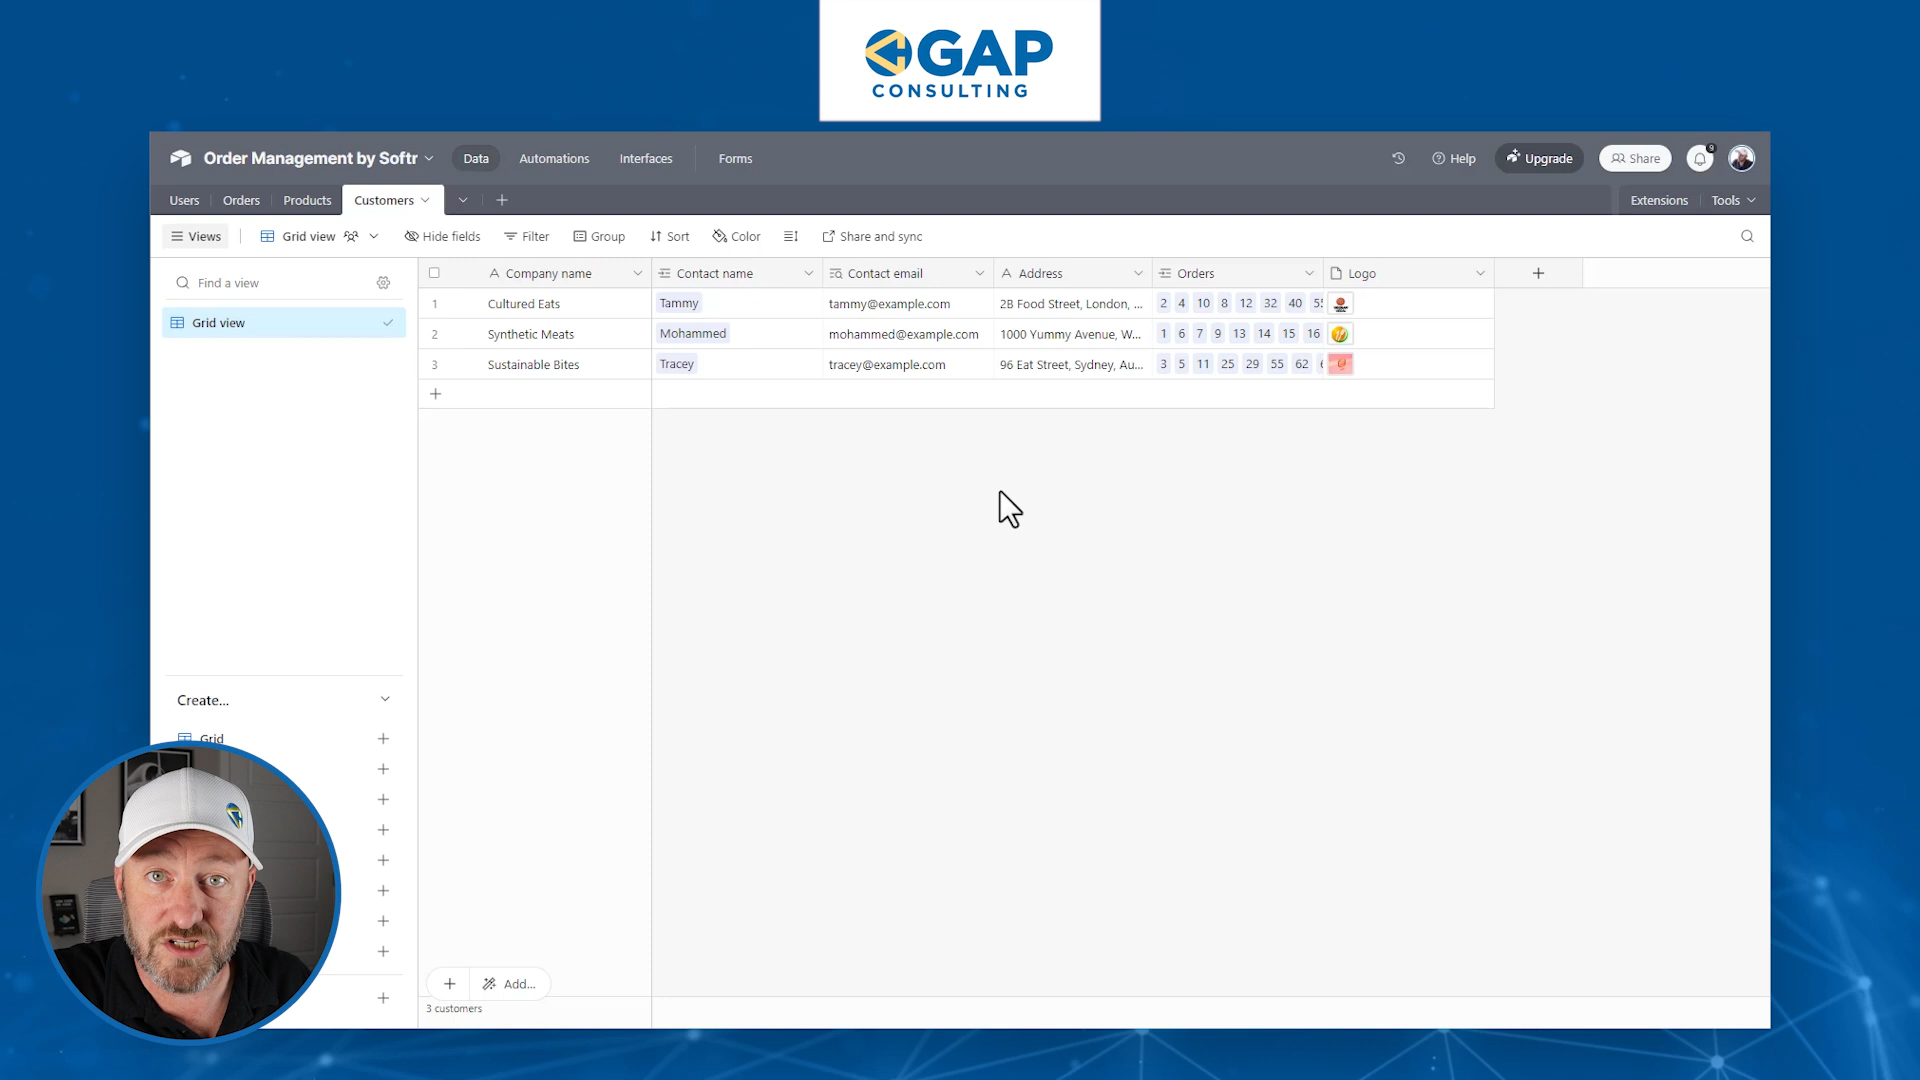 GAP
CONSULTING
Order Management by Softr
Data
Automations
Interfaces
Forms
Help
Upgrade
Share
9
Users
Orders
Products
Customers
Extensions
Tools
Views
Grid view
Hide fields
Filter
Group
Sort
Color
Share and sync
Find a view
Company name
Contact name
Contact email
Address
Orders
Logo
1 Cultured Eats Tammy tammy@example.com 2B Food Street, London, ... 2 4 10 8 12 32 40
Grid view
2 Synthetic Meats Mohammed mohammed@example.com 1000 Yummy Avenue, W... 1 6 7 9 13 14 15 16
3 Sustainable Bites Tracey tracey@example.com 96 Eat Street, Sydney, Au... 3 5 11 25 29 55 62
Create...
Grid
Add...
3 customers